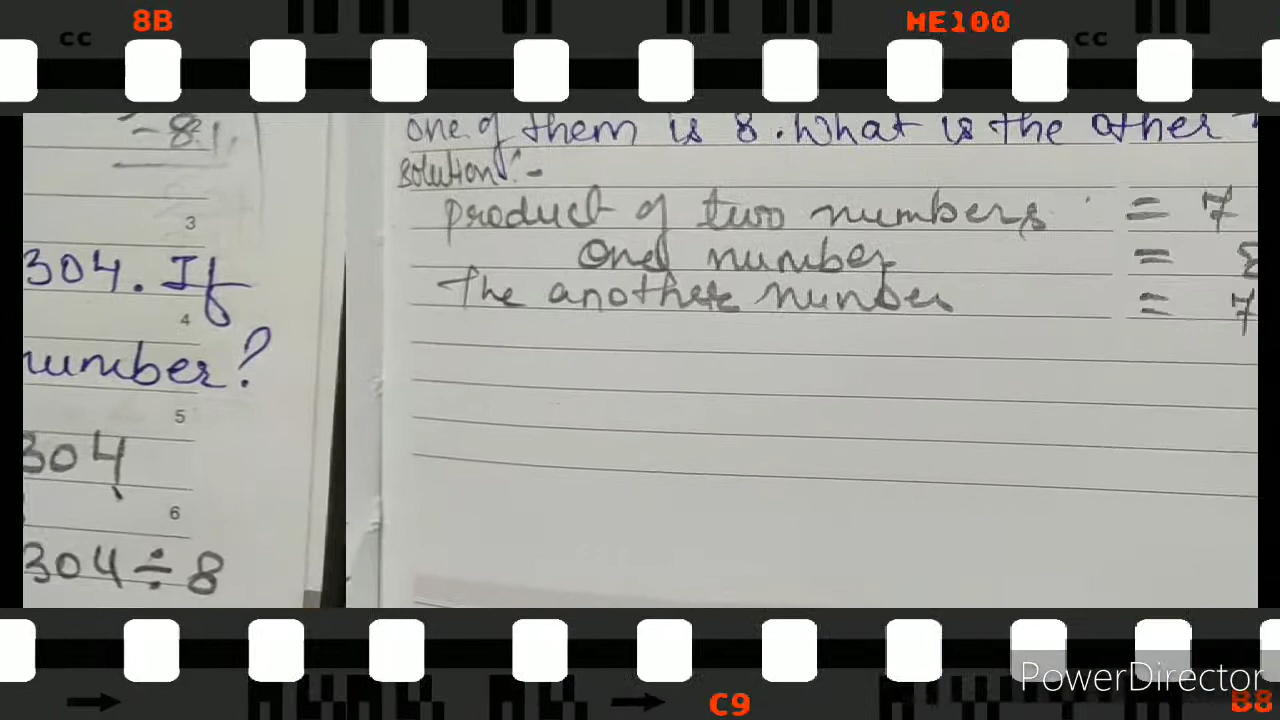 8B
ME100
cc
cc
- 81
3
304. If
4
number?
5
304
6
304 ÷ 8
one of them is 8. What is the other
Solution:-
product of two numbers = 7
One number = 8
The another number = 7
PowerDirector
C9
B8